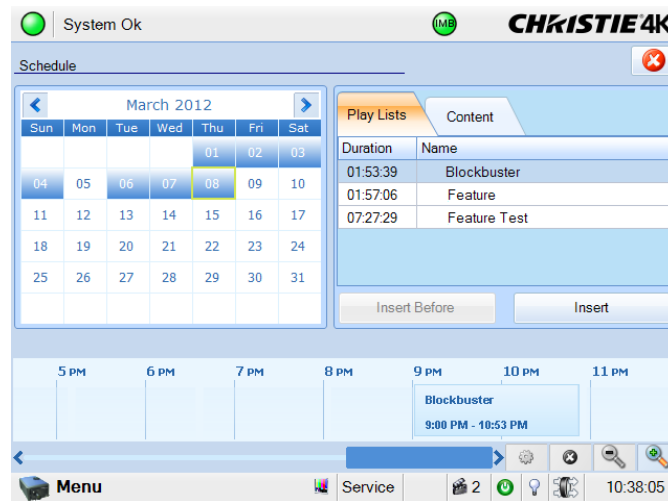 System Ok
IMB
CHRISTIE 4K
Schedule
March 2012
Sun Mon Tue Wed Thu Fri Sat
01 02 03
04 05 06 07 08 09 10
11 12 13 14 15 16 17
18 19 20 21 22 23 24
25 26 27 28 29 30 31
Play Lists Content
Duration Name
01:53:39 Blockbuster
01:57:06 Feature
07:27:29 Feature Test
Insert Before Insert
5 PM 6 PM 7 PM 8 PM 9 PM 10 PM 11 PM
Blockbuster
9:00 PM - 10:53 PM
Menu Service 2 10:38:05